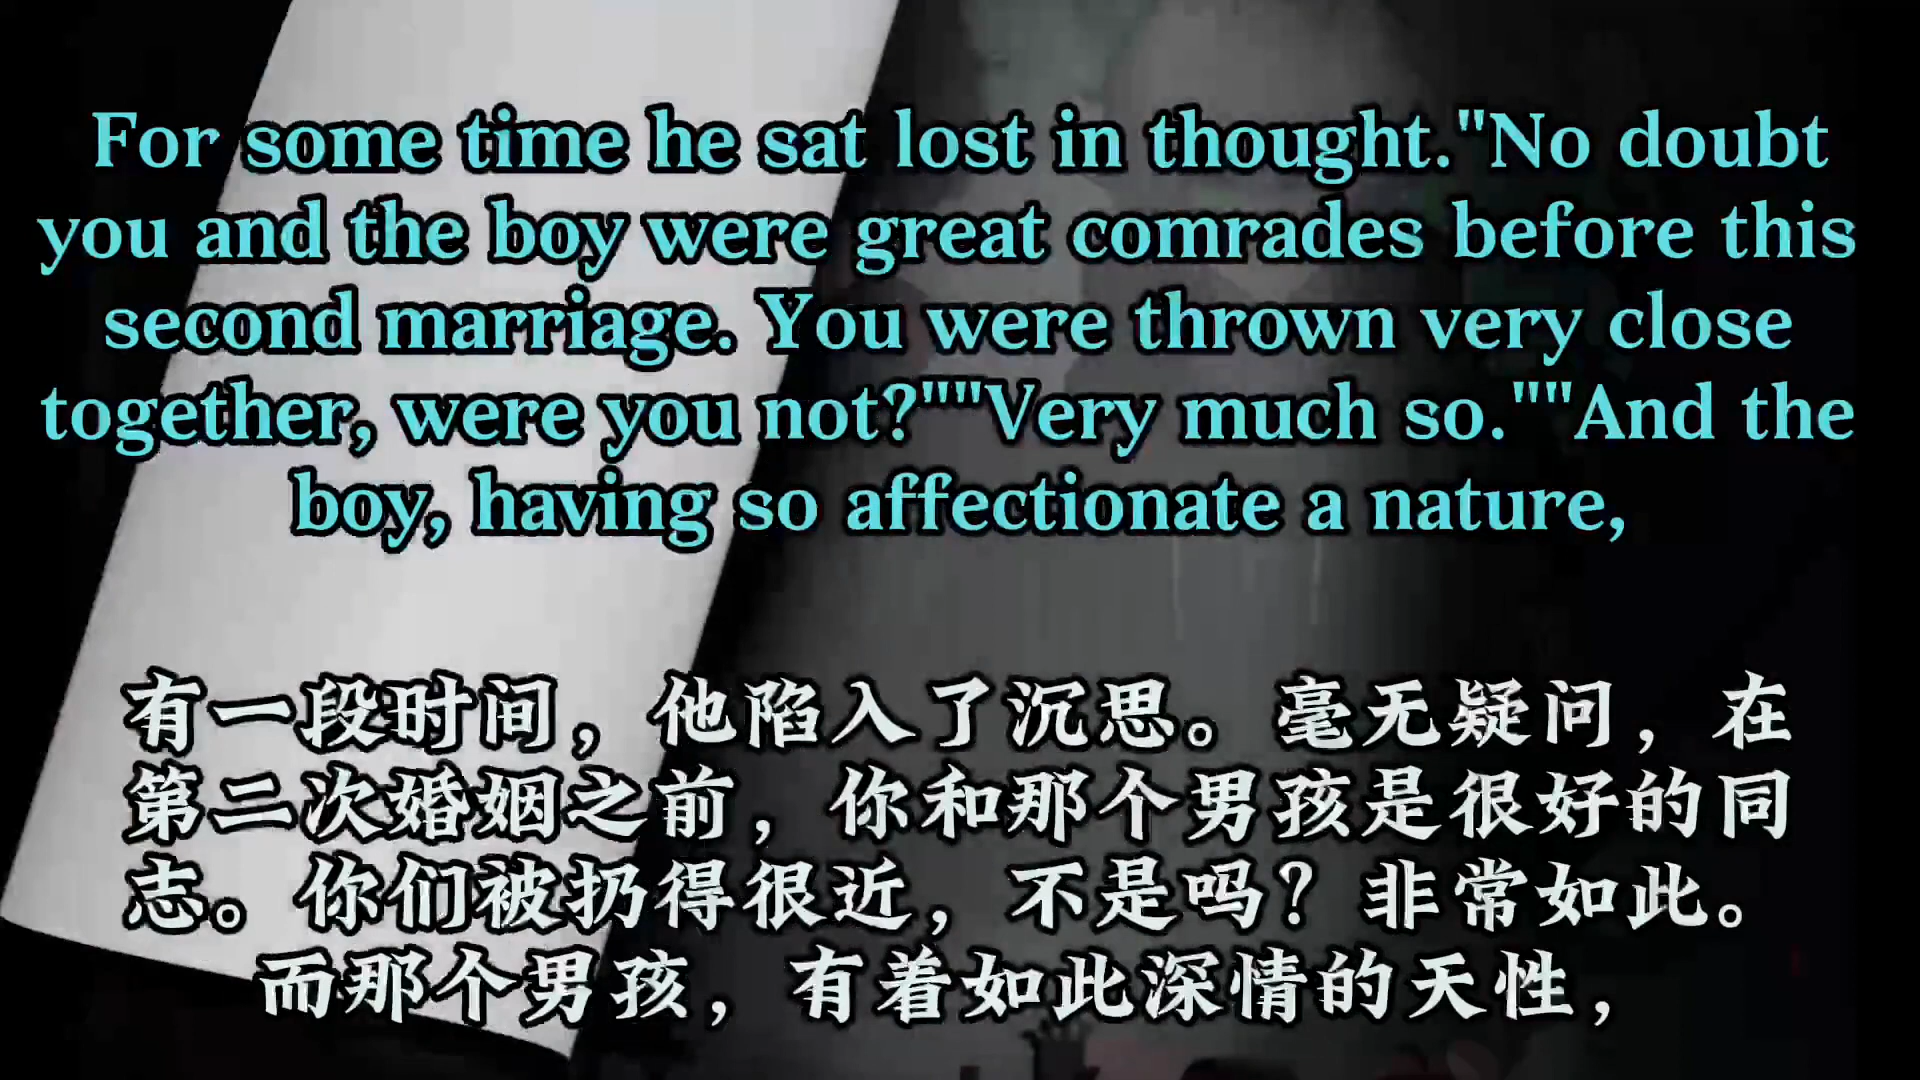 For some time he sat lost in thought."No doubt
you and the boy were great comrades before this
second marriage. You were thrown very close
together, were you not?""Very much so.""And the
boy, having so affectionate a nature,
有一段时间，他陷入了沉思。毫无疑问，在
第二次婚姻之前，你和那个男孩是很好的同
志。你们被扔得很近，不是吗？非常如此。
而那个男孩，有着如此深情的天性，